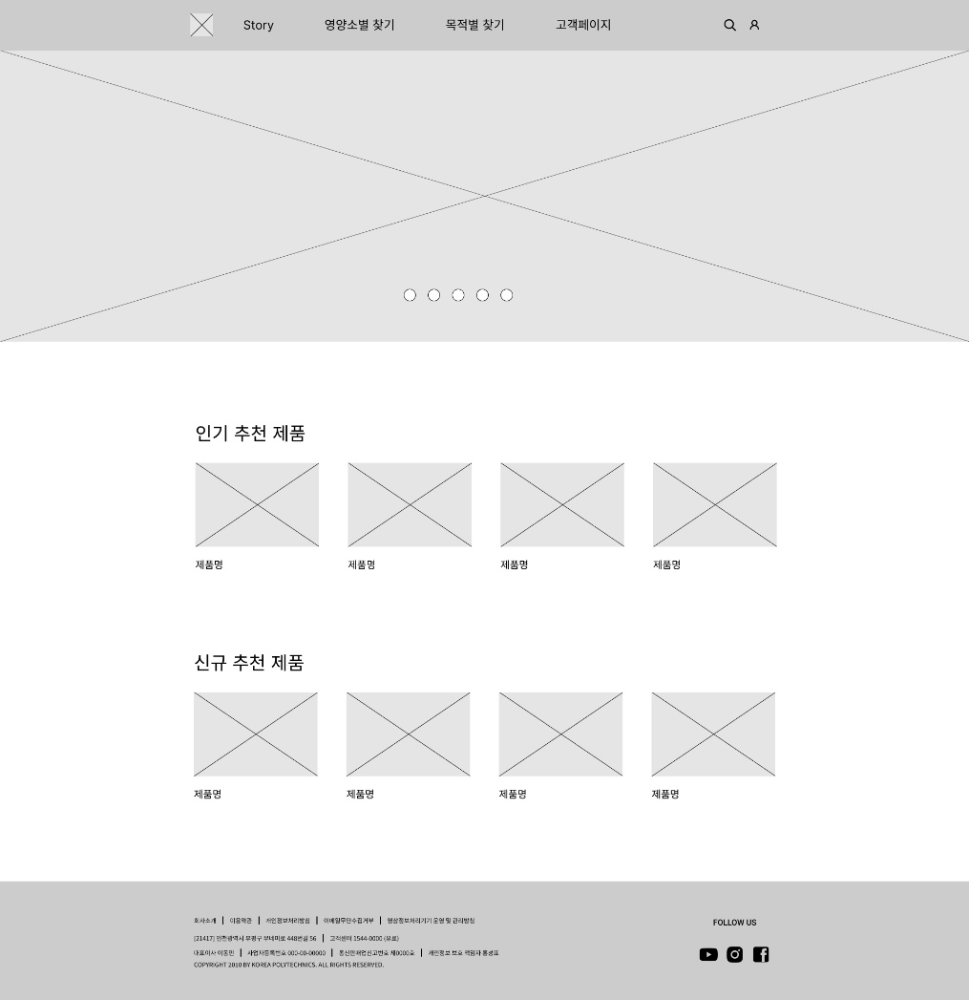 Story 영양소별 찾기 목적별 찾기 고객페이지
인기 추천 제품
제품명 제품명 제품명 제품명
신규 추천 제품
제품명 제품명 제품명 제품명
회사소개 | 이용약관 | 개인정보처리방침 | 이메일무단수집거부 | 영상정보처리기기 운영 및 관리방침
FOLLOW US
[21417] 인천광역시 부평구 무네미로 448번길 56 | 고객센터 1544-0000 (유료)
대표이사 이동민 | 사업자등록번호 000-00-00000 | 통신판매업신고번호 제0000호 | 개인정보 보호 책임자 홍성표
COPYRIGHT 2010 BY KOREA POLYTECHNICS. ALL RIGHTS RESERVED.